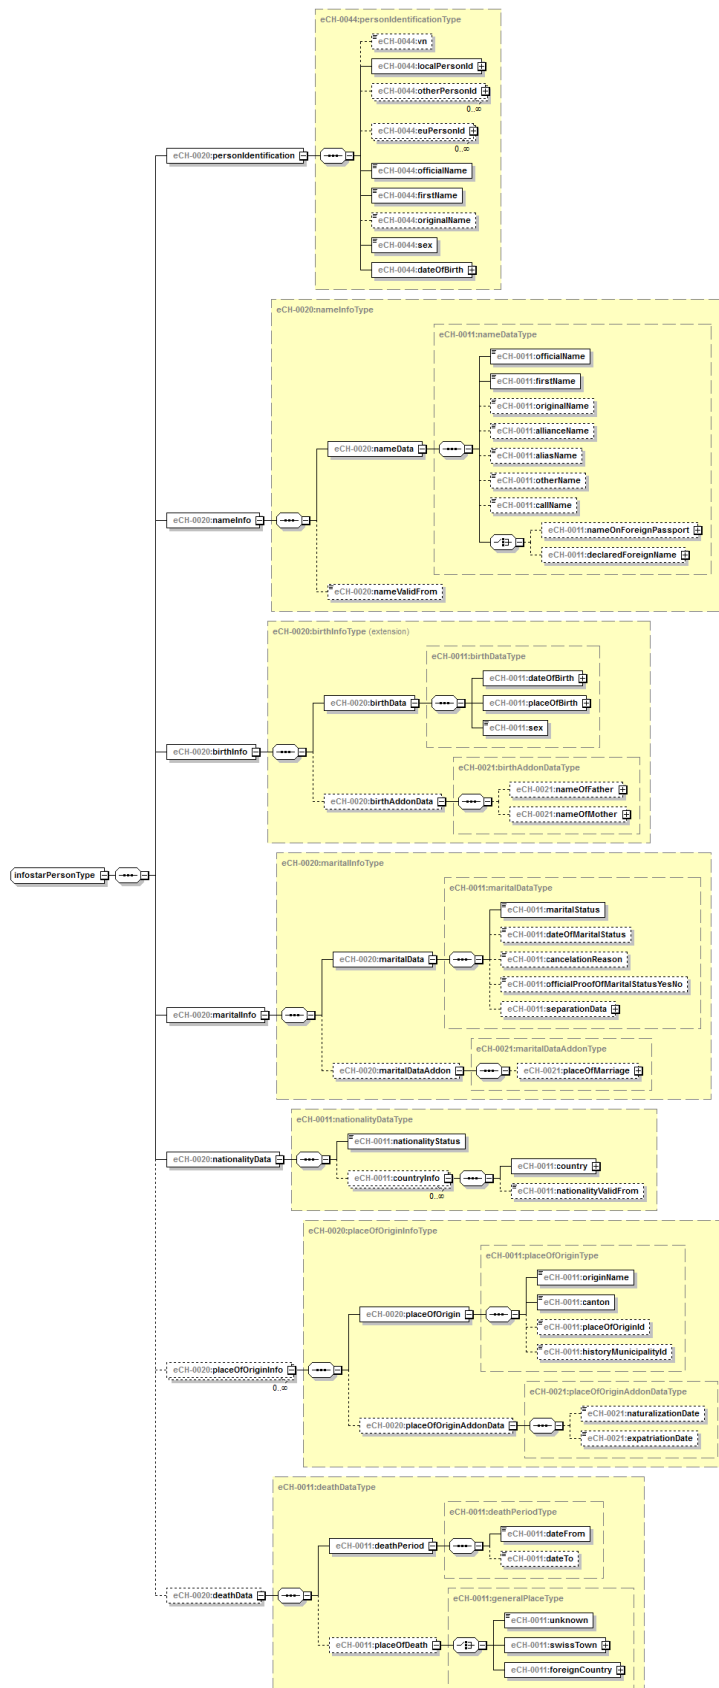 eCH-0044:personIdentificationType
eCH-0044:vn
eCH-0044:localPersonId
eCH-0044:otherPersonId
0..∞
eCH-0044:euPersonId
0..∞
eCH-0020:personIdentification
eCH-0044:officialName
eCH-0044:firstName
eCH-0044:originalName
eCH-0044:sex
eCH-0044:dateOfBirth
eCH-0020:nameInfoType
eCH-0011:nameDataType
eCH-0011:officialName
eCH-0011:firstName
eCH-0011:originalName
eCH-0011:allianceName
eCH-0020:nameData
eCH-0011:aliasName
eCH-0011:otherName
eCH-0011:callName
eCH-0020:nameInfo
eCH-0011:nameOnForeignPassport
eCH-0011:declaredForeignName
eCH-0020:nameValidFrom
eCH-0020:birthInfoType (extension)
eCH-0011:birthDataType
eCH-0011:dateOfBirth
eCH-0020:birthData
eCH-0011:placeOfBirth
eCH-0011:sex
eCH-0020:birthInfo
eCH-0021:birthAddonDataType
eCH-0021:nameOfFather
eCH-0020:birthAddonData
eCH-0021:nameOfMother
infostarPersonType
eCH-0020:maritalInfoType
eCH-0011:maritalDataType
eCH-0011:maritalStatus
eCH-0011:dateOfMaritalStatus
eCH-0020:maritalData
eCH-0011:cancelationReason
eCH-0011:officialProofOfMaritalStatusYesNo
eCH-0011:separationData
eCH-0020:maritalInfo
eCH-0021:maritalDataAddonType
eCH-0020:maritalDataAddon
eCH-0021:placeOfMarriage
eCH-0011:nationalityDataType
eCH-0011:nationalityStatus
eCH-0020:nationalityData
eCH-0011:countryInfo
0..∞
eCH-0011:country
eCH-0011:nationalityValidFrom
eCH-0020:placeOfOriginInfoType
eCH-0011:placeOfOriginType
eCH-0011:originName
eCH-0011:canton
eCH-0020:placeOfOrigin
eCH-0011:placeOfOriginId
eCH-0011:historyMunicipalityId
eCH-0020:placeOfOriginInfo
0..∞
eCH-0021:placeOfOriginAddonDataType
eCH-0021:naturalizationDate
eCH-0020:placeOfOriginAddonData
eCH-0021:expatriationDate
eCH-0011:deathDataType
eCH-0011:deathPeriodType
eCH-0011:dateFrom
eCH-0011:deathPeriod
eCH-0011:dateTo
eCH-0020:deathData
eCH-0011:generalPlaceType
eCH-0011:unknown
eCH-0011:placeOfDeath
eCH-0011:swissTown
eCH-0011:foreignCountry